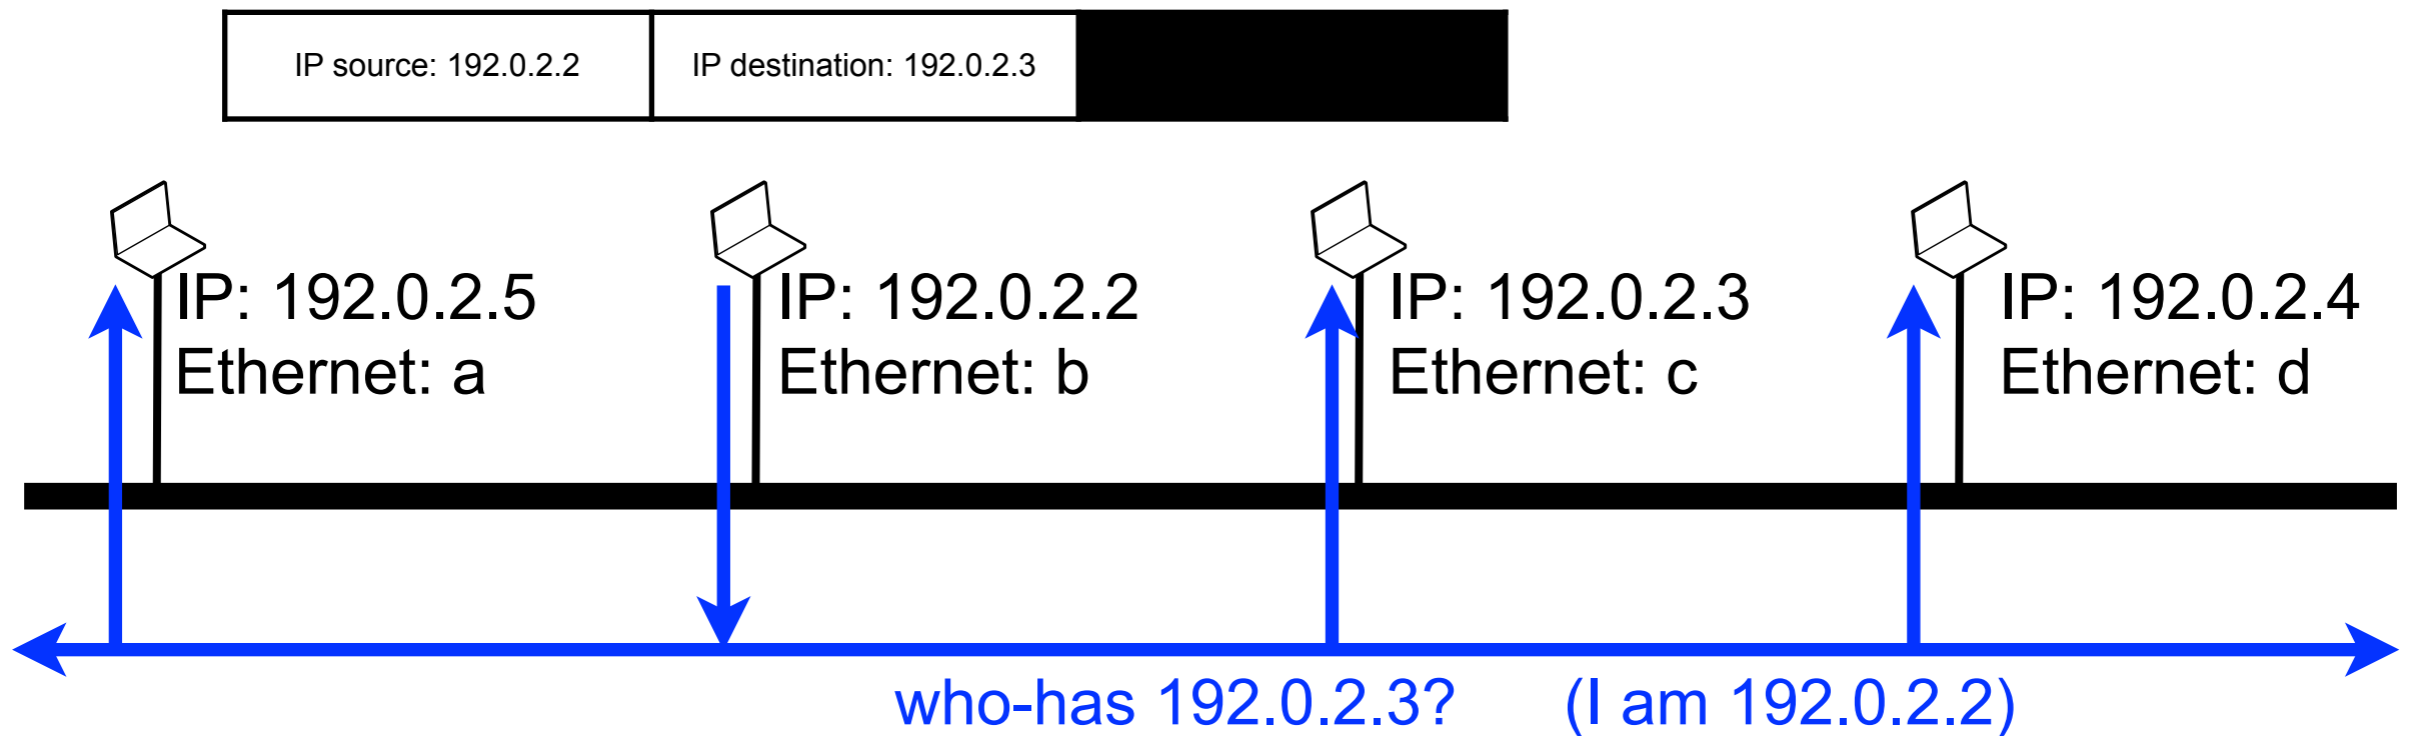 IP source: 192.0.2.2
IP destination: 192.0.2.3
IP: 192.0.2.5
Ethernet: a
IP: 192.0.2.2
Ethernet: b
IP: 192.0.2.3
Ethernet: c
IP: 192.0.2.4
Ethernet: d
who-has 192.0.2.3? (I am 192.0.2.2)